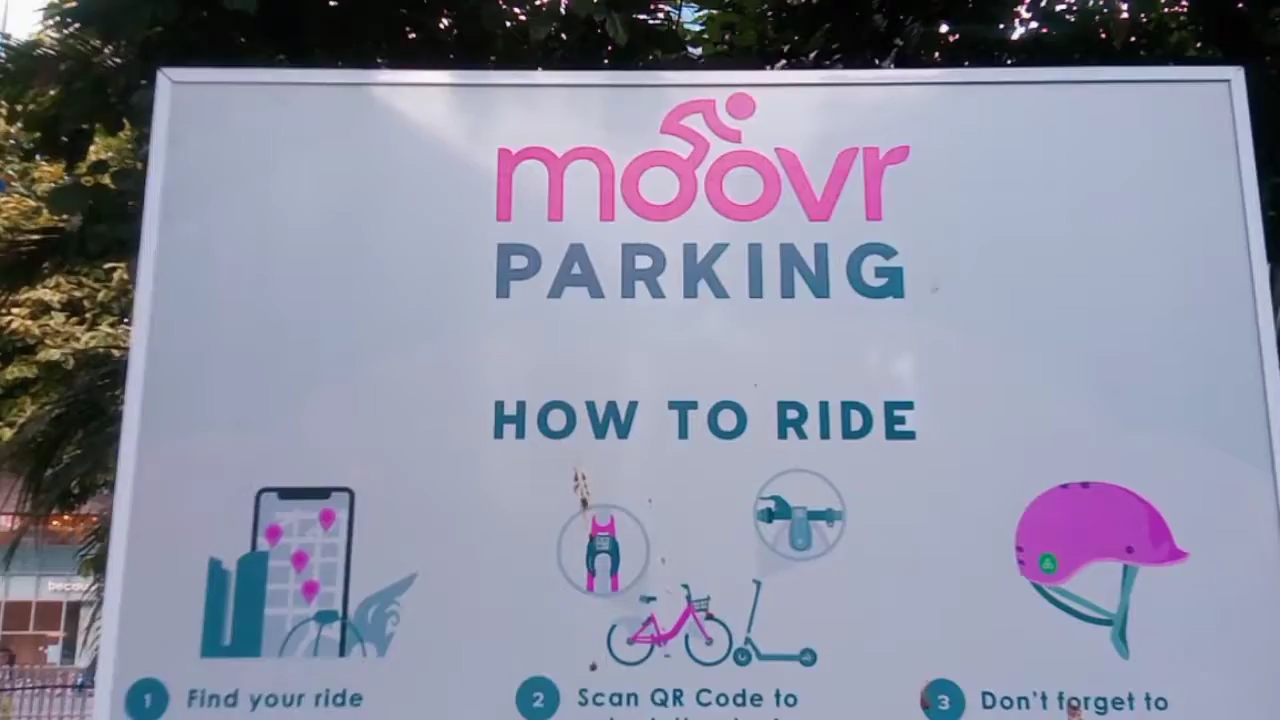 moovr
PARKING
HOW TO RIDE
1 Find your ride
2 Scan QR Code to
3 Don't forget to